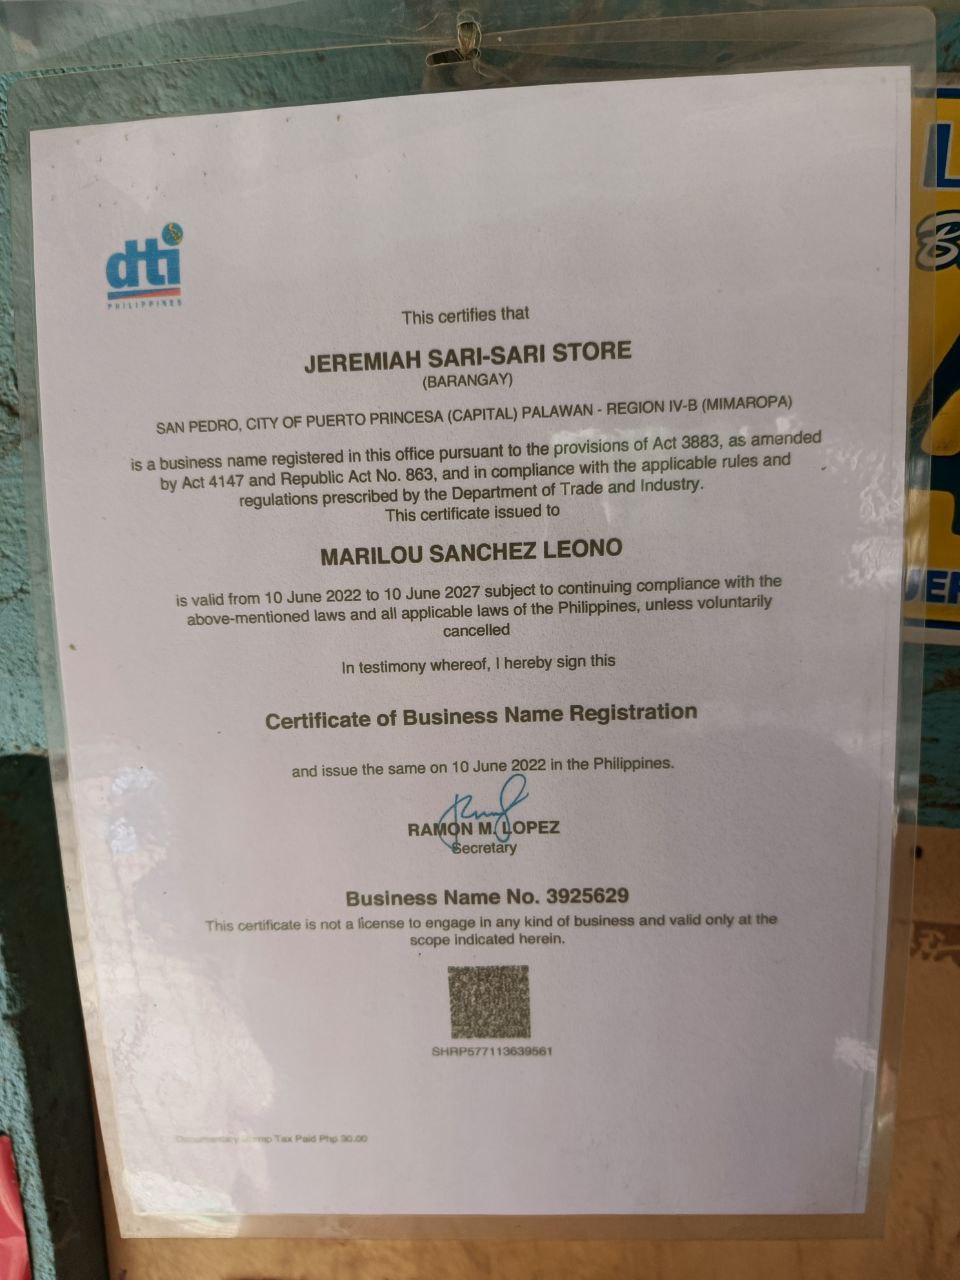 dti
PHILIPPINES
This certifies that
JEREMIAH SARI-SARI STORE
(BARANGAY)
SAN PEDRO, CITY OF PUERTO PRINCESA (CAPITAL) PALAWAN - REGION IV-B (MIMAROPA)
is a business name registered in this office pursuant to the provisions of Act 3883, as amended
by Act 4147 and Republic Act No. 863, and in compliance with the applicable rules and
regulations prescribed by the Department of Trade and Industry.
This certificate issued to
MARILOU SANCHEZ LEONO
is valid from 10 June 2022 to 10 June 2027 subject to continuing compliance with the
above-mentioned laws and all applicable laws of the Philippines, unless voluntarily
cancelled
In testimony whereof, I hereby sign this
Certificate of Business Name Registration
and issue the same on 10 June 2022 in the Philippines.
RAMON M. LOPEZ
Secretary
Business Name No. 3925629
This certificate is not a license to engage in any kind of business and valid only at the
scope indicated herein.
SHRP577113639561
Documentary Stamp Tax Paid Php 30.00